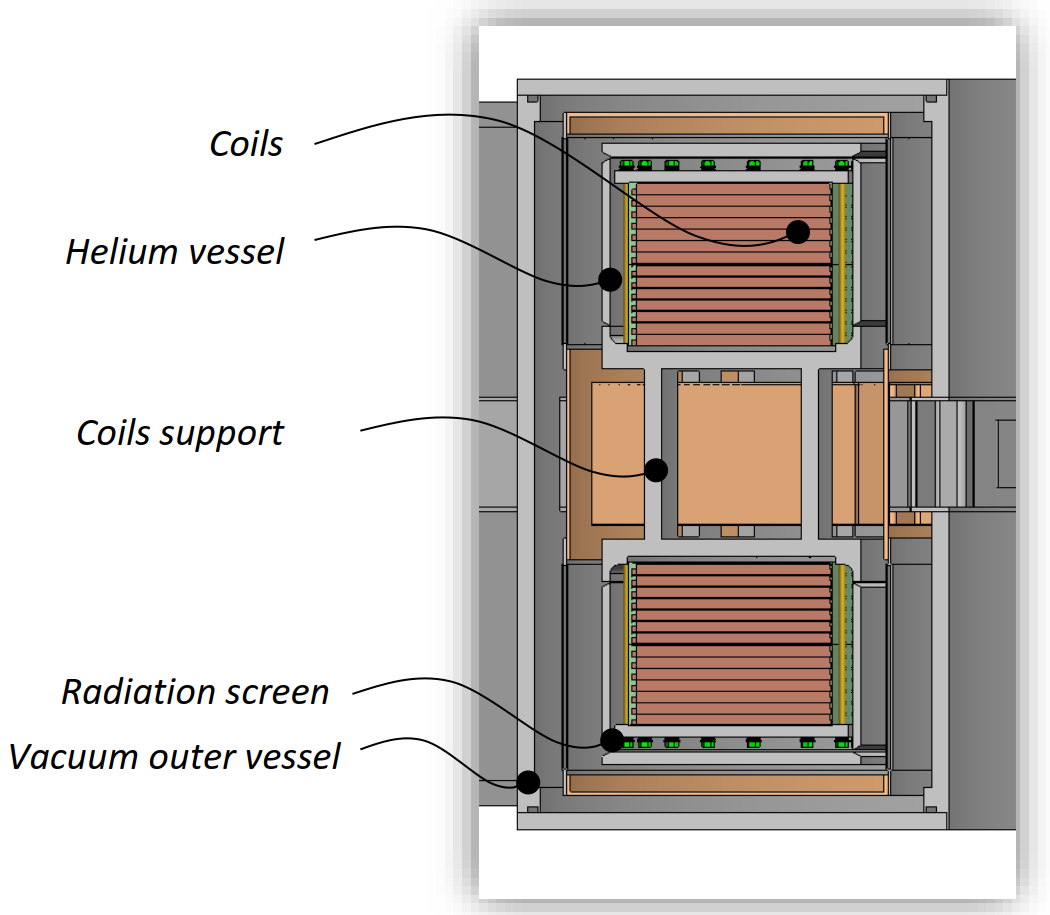 Coils
Helium vessel
Coils support
Radiation screen
Vacuum outer vessel